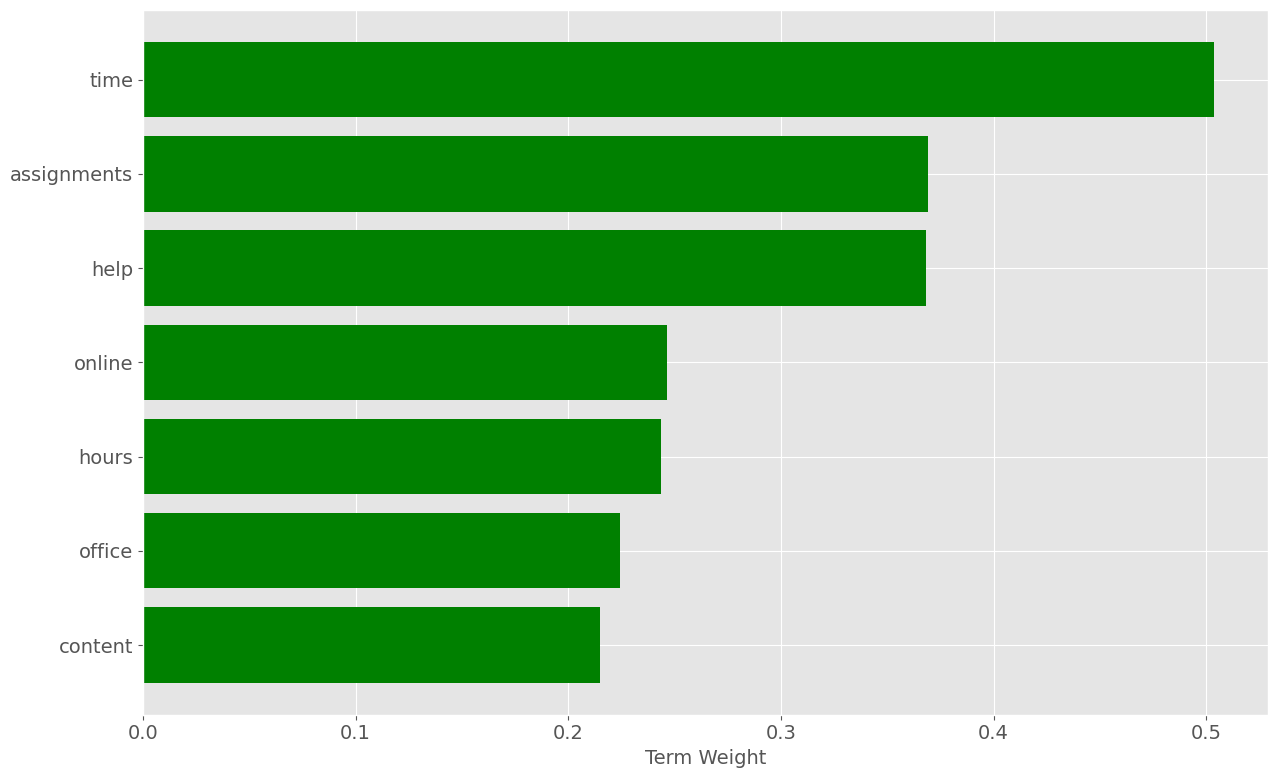 time
assignments
help
online
hours
office
content
0.0 0.1 0.2 0.3 0.4 0.5
Term Weight